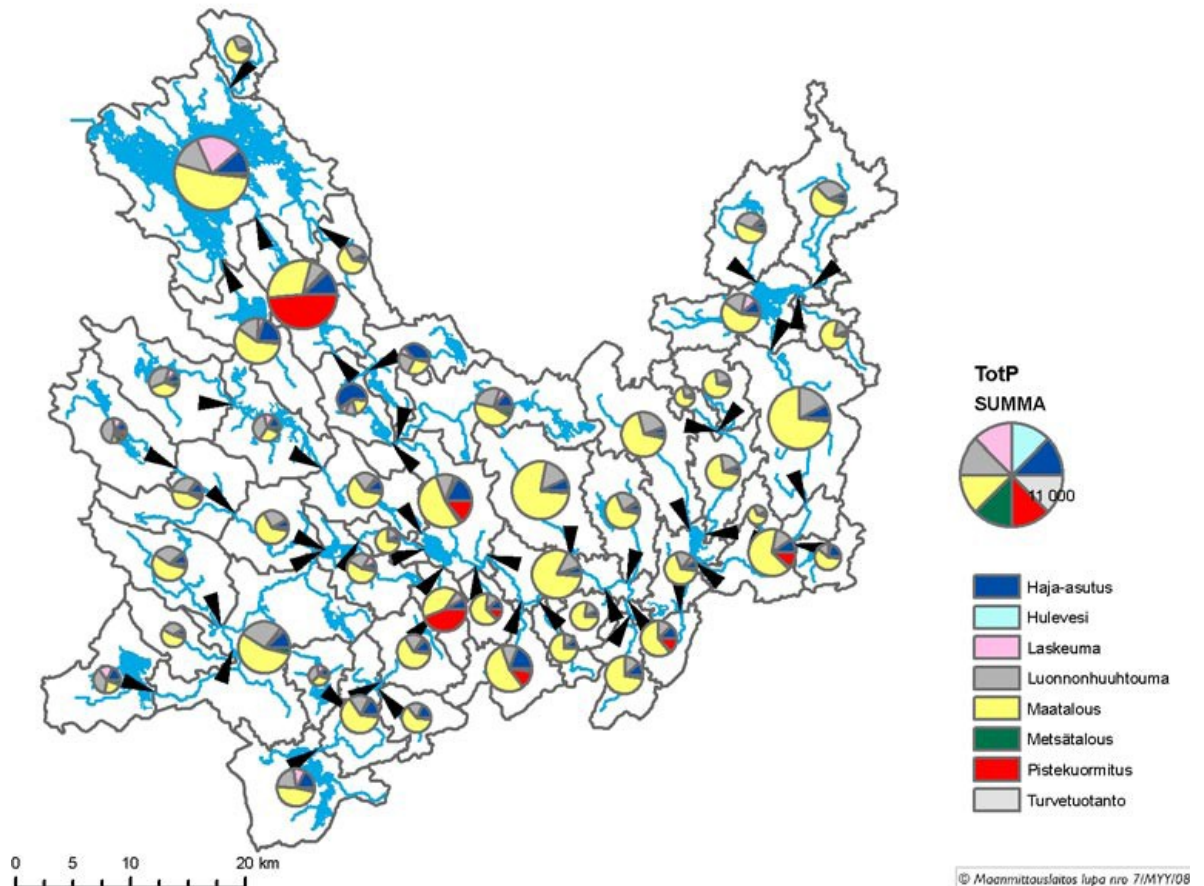 TotP
SUMMA
11 000
Haja-asutus
Hulevesi
Laskeuma
Luonnonhuuhtouma
Maatalous
Metsätalous
Pistekuormitus
Turvetuotanto
0 5 10 20 km
© Maanmittauslaitos lupa nro 7/MYY/08